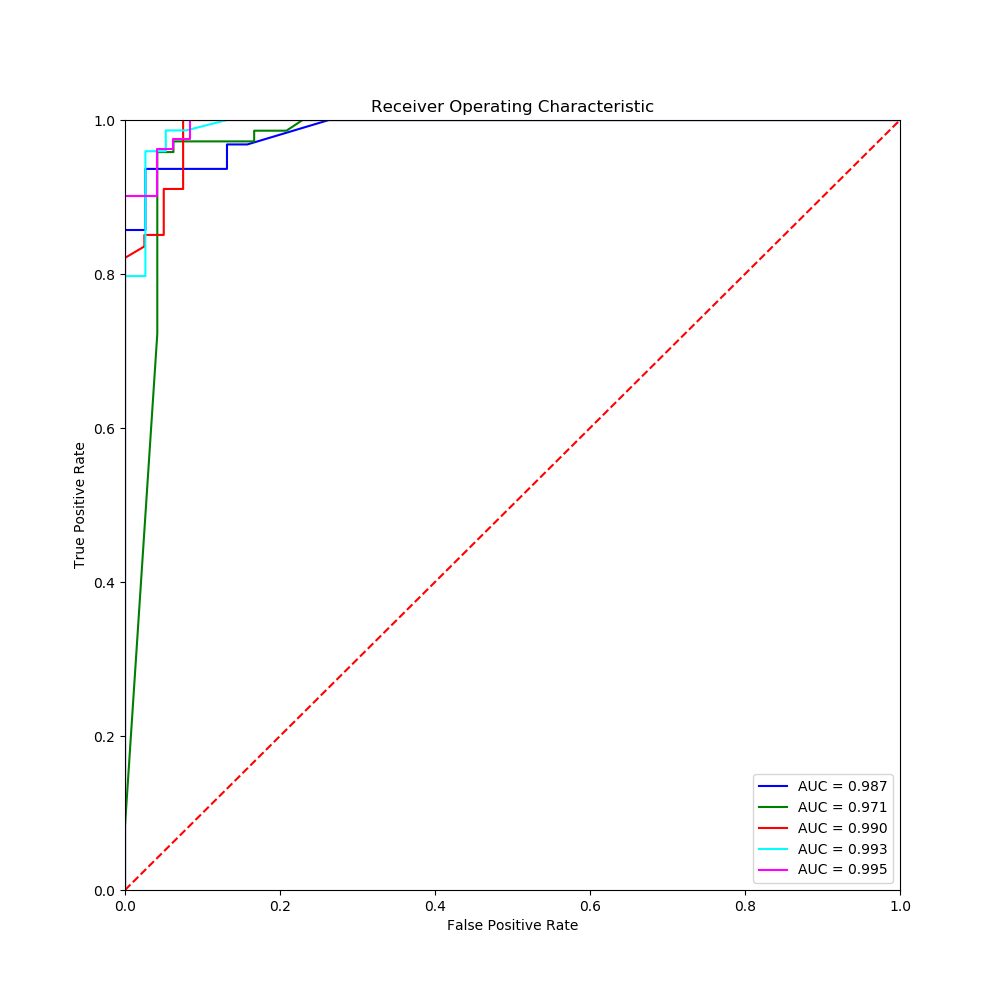 Receiver Operating Characteristic
True Positive Rate
1.0
0.8
0.6
0.4
0.2
0.0
AUC = 0.987
AUC = 0.971
AUC = 0.990
AUC = 0.993
AUC = 0.995
0.0 0.2 0.4 0.6 0.8 1.0
False Positive Rate